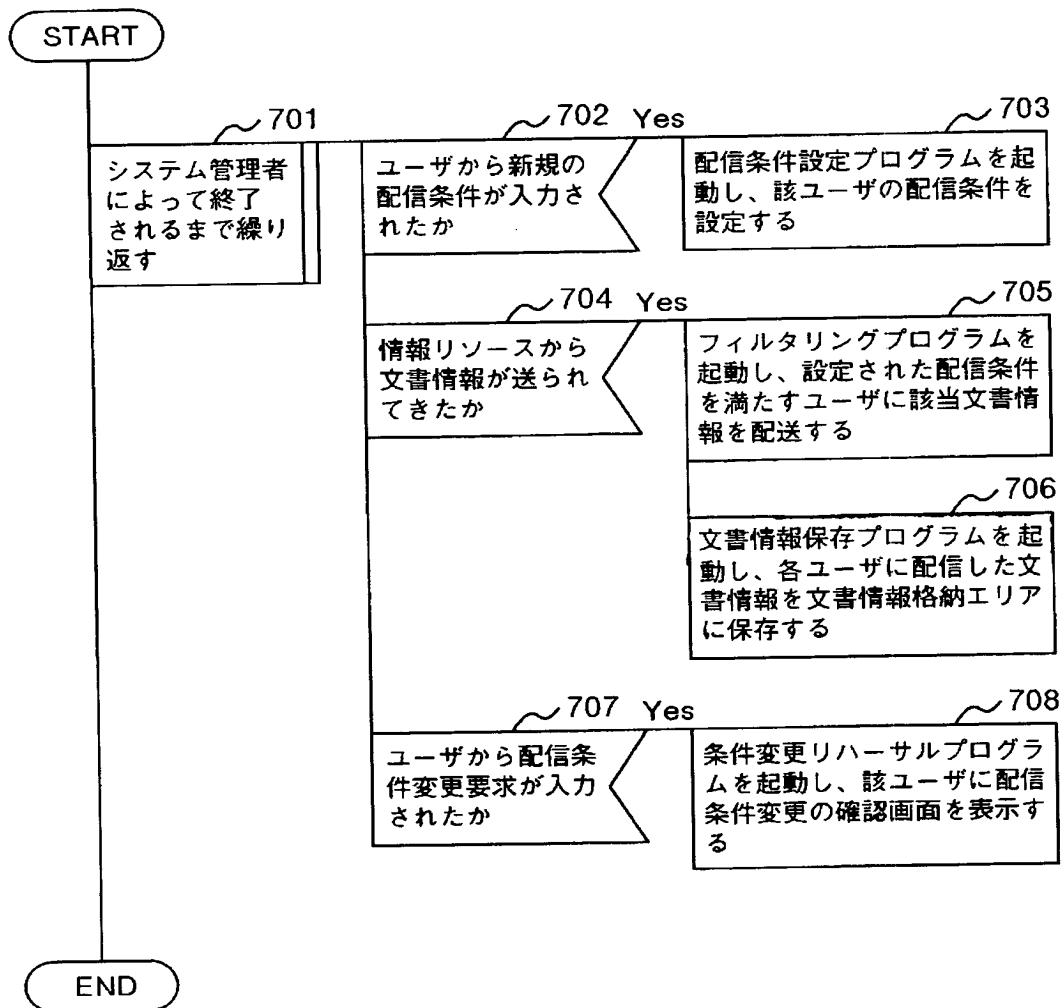 START
701
システム管理者
によって終了
されるまで繰り
返す
702
Yes
ユーザから新規の
配信条件が入力さ
れたか
703
配信条件設定プログラムを起
動し、該ユーザの配信条件を
設定する
704
Yes
情報リソースから
文書情報が送られ
てきたか
705
フィルタリングプログラムを
起動し、設定された配信条件
を満たすユーザに該当文書情
報を配送する
706
文書情報保存プログラムを起
動し、各ユーザに配信した文
書情報を文書情報格納エリア
に保存する
707
Yes
ユーザから配信条
件変更要求が入力
されたか
708
条件変更リハーサルプログラ
ムを起動し、該ユーザに配信
条件変更の確認画面を表示す
る
END